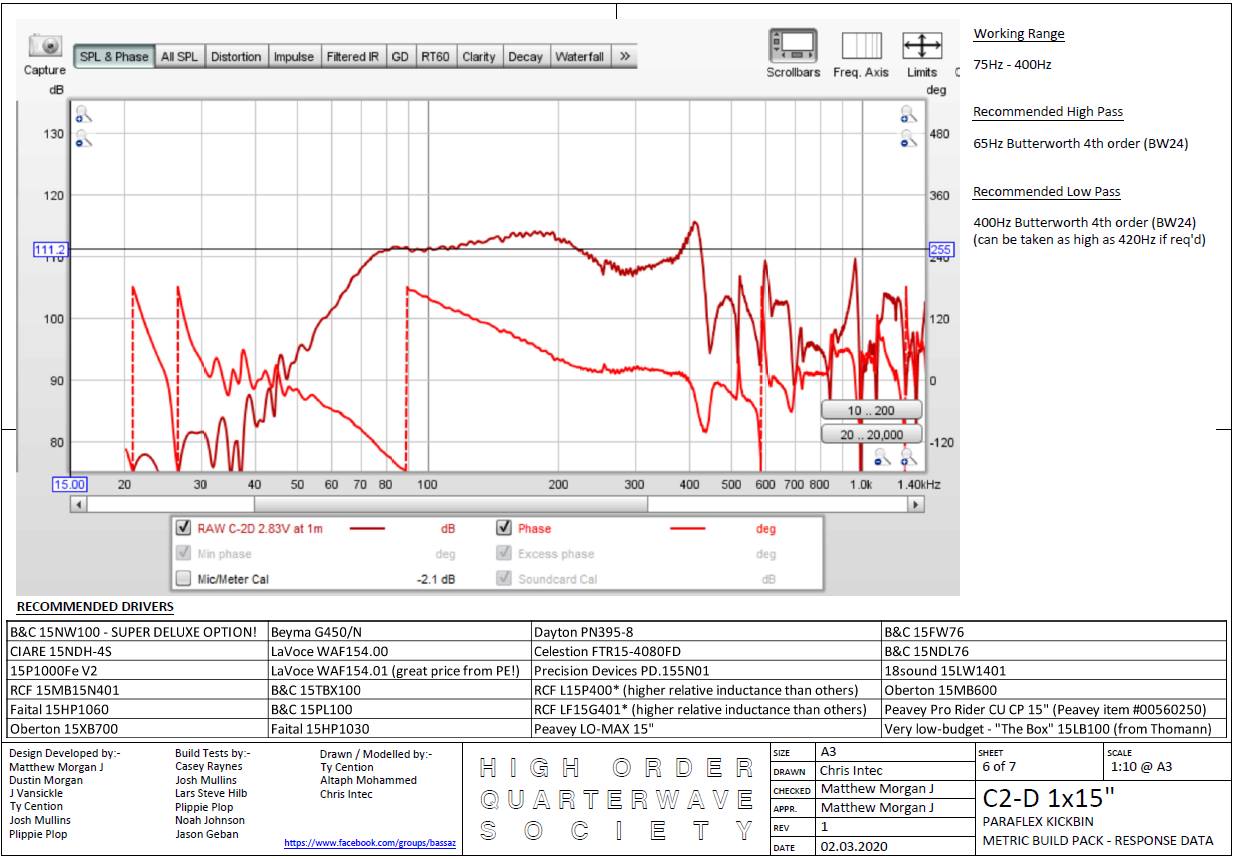 Capture
SPL & Phase
All SPL
Distortion
Impulse
Filtered IR
GD
RT60
Clarity
Decay
Waterfall
»
Scrollbars
Freq. Axis
Limits
C
dB
deg
130
120
111.2
110
100
90
80
480
360
255
240
120
0
-120
10 .. 200
20 .. 20,000
15.00
20
30
40
50
60
70
80
100
200
300
400
500
600
700
800
1.0k
1.40kHz
RAW C-2D 2.83V at 1m
dB
Phase
deg
Min phase
deg
Excess phase
deg
Mic/Meter Cal
-2.1 dB
Soundcard Cal
dB
Working Range
75Hz - 400Hz
Recommended High Pass
65Hz Butterworth 4th order (BW24)
Recommended Low Pass
400Hz Butterworth 4th order (BW24)
(can be taken as high as 420Hz if req'd)
RECOMMENDED DRIVERS
B&C 15NW100 - SUPER DELUXE OPTION!
Beyma G450/N
Dayton PN395-8
B&C 15FW76
CIARE 15NDH-4S
LaVoce WAF154.00
Celestion FTR15-4080FD
B&C 15NDL76
15P1000Fe V2
LaVoce WAF154.01 (great price from PE!)
Precision Devices PD.155N01
18sound 15LW1401
RCF 15MB15N401
B&C 15TBX100
RCF L15P400* (higher relative inductance than others)
Oberton 15MB600
Faital 15HP1060
B&C 15PL100
RCF LF15G401* (higher relative inductance than others)
Peavey Pro Rider CU CP 15" (Peavey item #00560250)
Oberton 15XB700
Faital 15HP1030
Peavey LO-MAX 15"
Very low-budget - "The Box" 15LB100 (from Thomann)
Design Developed by:-
Matthew Morgan J
Dustin Morgan
J Vansickle
Ty Cention
Josh Mullins
Plippie Plop
Build Tests by:-
Casey Raynes
Josh Mullins
Lars Steve Hilb
Plippie Plop
Noah Johnson
Jason Geban
Drawn / Modelled by:-
Ty Cention
Altaph Mohammed
Chris Intec
https://www.facebook.com/groups/bassaz
HIGH ORDER
QUARTERWAVE
SOCIETY
SIZE
A3
DRAWN
Chris Intec
CHECKED
Matthew Morgan J
APPR.
Matthew Morgan J
REV
1
DATE
02.03.2020
SHEET
6 of 7
SCALE
1:10 @ A3
C2-D 1x15"
PARAFLEX KICKBIN
METRIC BUILD PACK - RESPONSE DATA